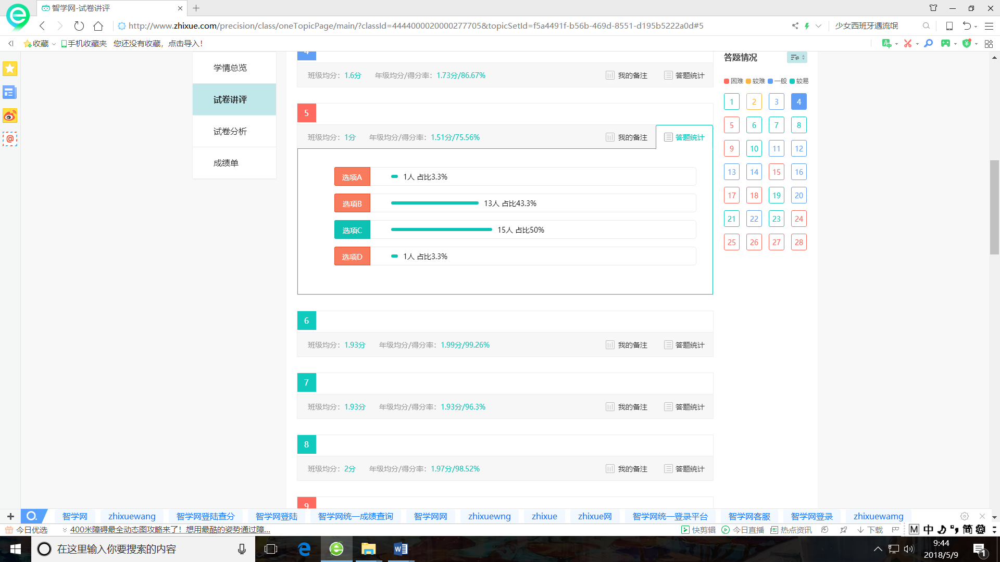 智学网-试卷讲评
http://www.zhixue.com/precision/class/oneTopicPage/main/?classId=4444000020000277705&topicSetId=f5a4491f-b56b-469d-8551-d195b5222a0d#5
少女西班牙遇流氓
收藏 手机收藏夹 您还没有收藏，点击导入！
学情总览
试卷讲评
试卷分析
成绩单
4
班级均分：1.6分 年级均分/得分率：1.73分/86.67% 我的备注 答题统计
5
班级均分：1分 年级均分/得分率：1.51分/75.56% 我的备注 答题统计
选项A 1人 占比3.3%
选项B 13人 占比43.3%
选项C 15人 占比50%
选项D 1人 占比3.3%
6
班级均分：1.93分 年级均分/得分率：1.99分/99.26% 我的备注 答题统计
7
班级均分：1.93分 年级均分/得分率：1.93分/96.3% 我的备注 答题统计
8
班级均分：2分 年级均分/得分率：1.97分/98.52% 我的备注 答题统计
9
答题情况
困难 较难 一般 较易
1 2 3 4
5 6 7 8
9 10 11 12
13 14 15 16
17 18 19 20
21 22 23 24
25 26 27 28
智学网 zhixuewang 智学网登陆查分 智学网登陆 智学网统一成绩查询 智学网网 zhixuewng zhixue zhixue网 智学网统一登录平台 智学网客服 智学网登录 zhixuewamg
今日优选 400米障碍最全动态图攻略来了！想用最酷的姿势通过障... 快剪辑 今日直播 热点资讯 下载 M 中 简
在这里输入你要搜索的内容
9:44
2018/5/9
1